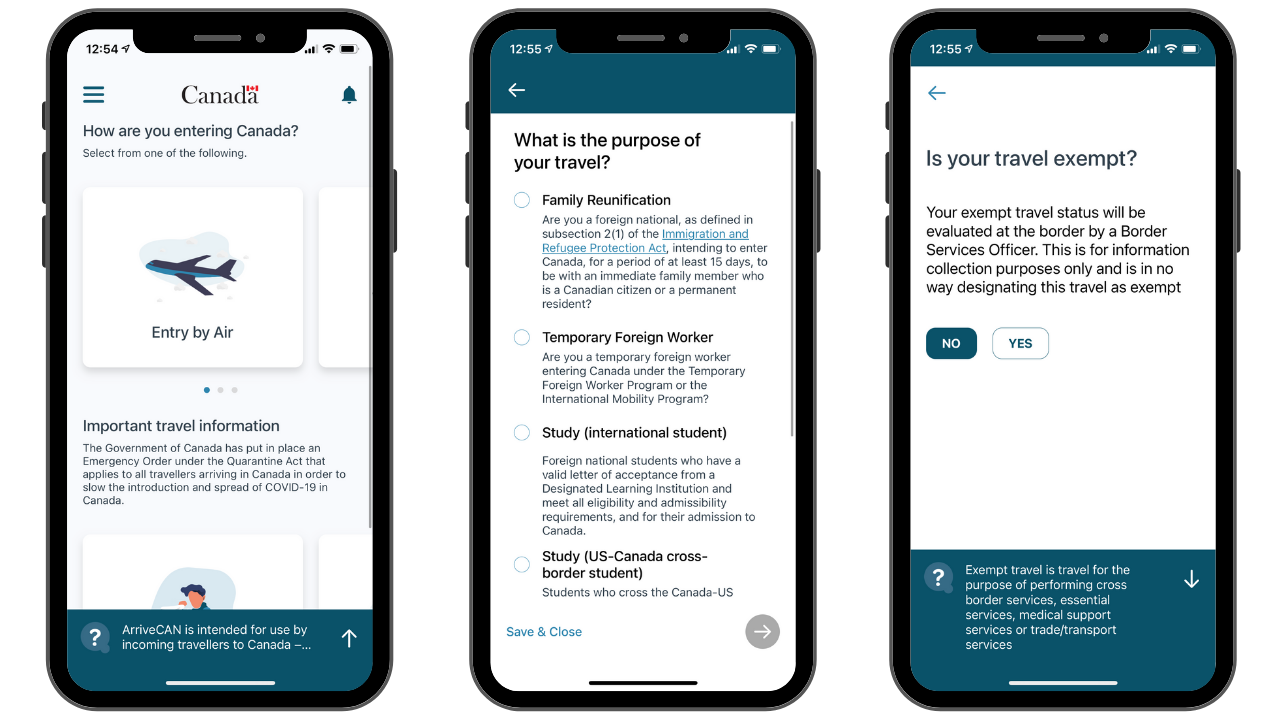 12:54
Canada
How are you entering Canada?
Select from one of the following.
Entry by Air
Important travel information
The Government of Canada has put in place an
Emergency Order under the Quarantine Act that
applies to all travellers arriving in Canada in order to
slow the introduction and spread of COVID-19 in
Canada.
?
ArriveCAN is intended for use by
incoming travellers to Canada –...
12:55
What is the purpose of
your travel?
Family Reunification
Are you a foreign national, as defined in
subsection 2(1) of the Immigration and
Refugee Protection Act, intending to enter
Canada, for a period of at least 15 days, to
be with an immediate family member who
is a Canadian citizen or a permanent
resident?
Temporary Foreign Worker
Are you a temporary foreign worker
entering Canada under the Temporary
Foreign Worker Program or the
International Mobility Program?
Study (international student)
Foreign national students who have a
valid letter of acceptance from a
Designated Learning Institution and
meet all eligibility and admissibility
requirements, and for their admission to
Canada.
Study (US-Canada cross-
border student)
Students who cross the Canada-US
Save & Close
12:55
Is your travel exempt?
Your exempt travel status will be
evaluated at the border by a Border
Services Officer. This is for information
collection purposes only and is in no
way designating this travel as exempt
NO YES
?
Exempt travel is travel for the
purpose of performing cross
border services, essential
services, medical support
services or trade/transport
services